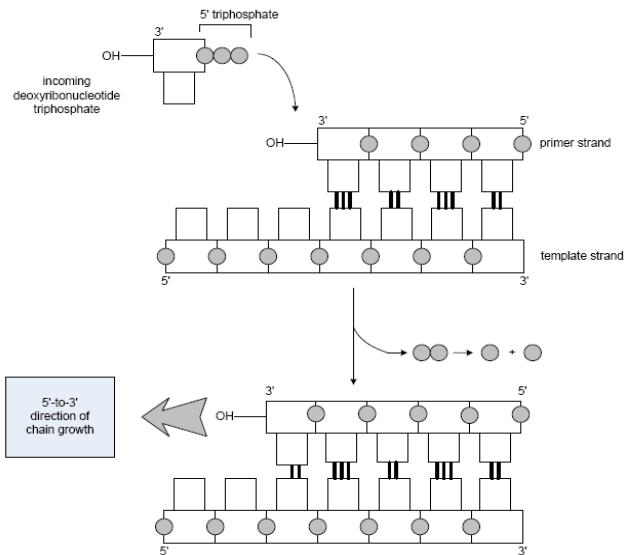 5' triphosphate
3'
OH
incoming
deoxyribonucleotide
triphosphate
3'
5'
OH
primer strand
template strand
5'
3'
+
3'
5'
5'-to-3'
direction of
chain growth
OH
5'
3'